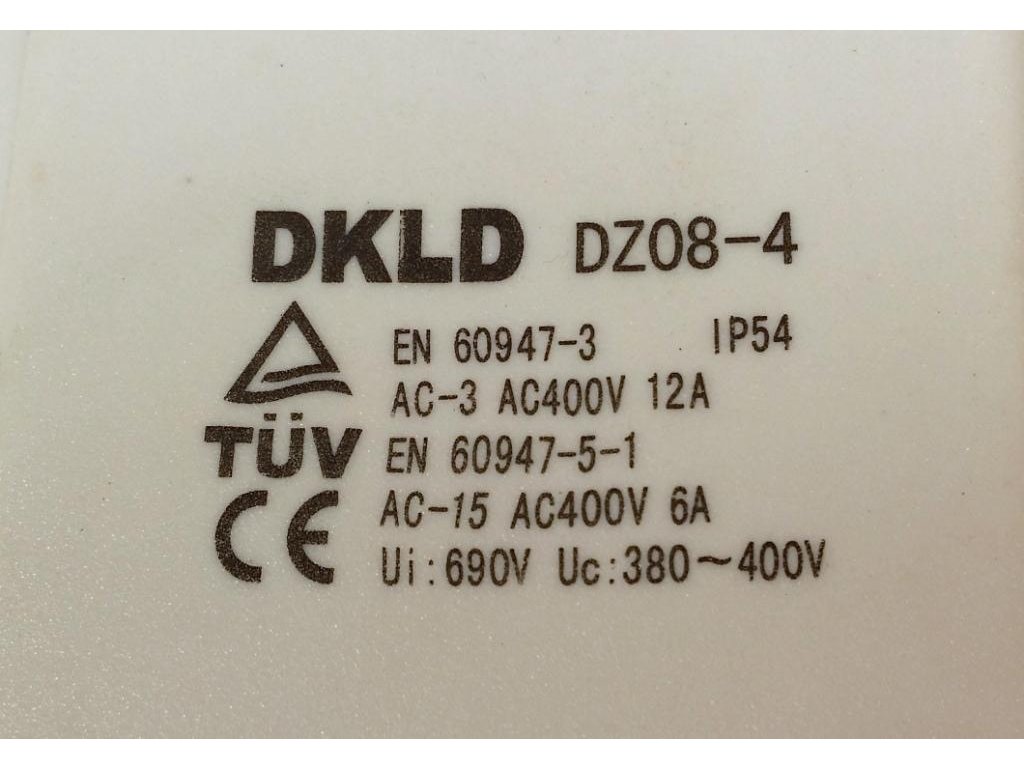 DKLD DZ08-4
EN 60947-3 IP54
AC-3 AC400V 12A
TÜV EN 60947-5-1
CE AC-15 AC400V 6A
Ui:690V Uc:380~400V